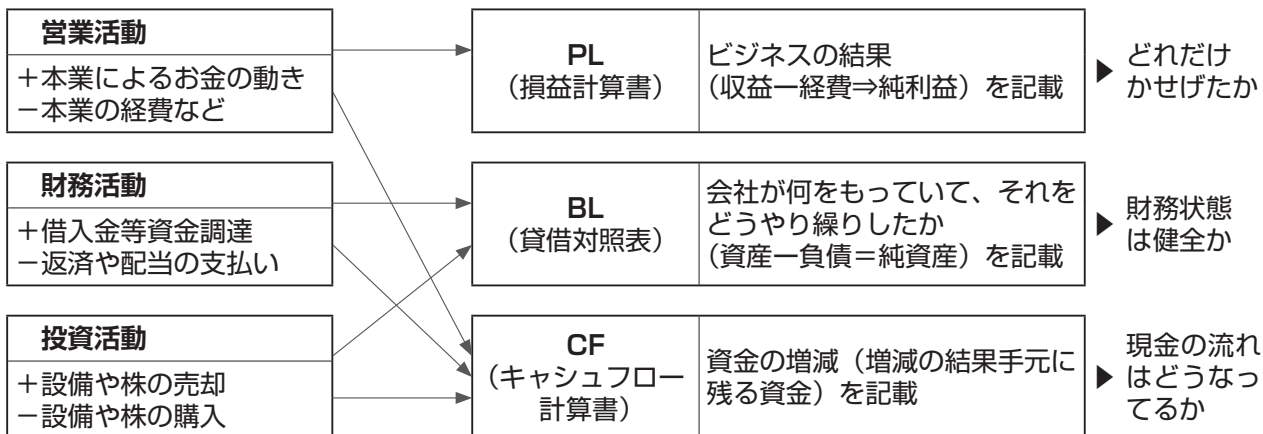 営業活動
＋本業によるお金の動き
－本業の経費など
PL
（損益計算書）
ビジネスの結果
（収益ー経費⇒純利益）を記載
▶ どれだけ
かせげたか
財務活動
＋借入金等資金調達
－返済や配当の支払い
BL
（貸借対照表）
会社が何をもっていて、それを
どうやり繰りしたか
（資産ー負債＝純資産）を記載
▶ 財務状態
は健全か
投資活動
＋設備や株の売却
－設備や株の購入
CF
（キャシュフロー
計算書）
資金の増減（増減の結果手元に
残る資金）を記載
現金の流れ
▶ はどうなっ
てるか